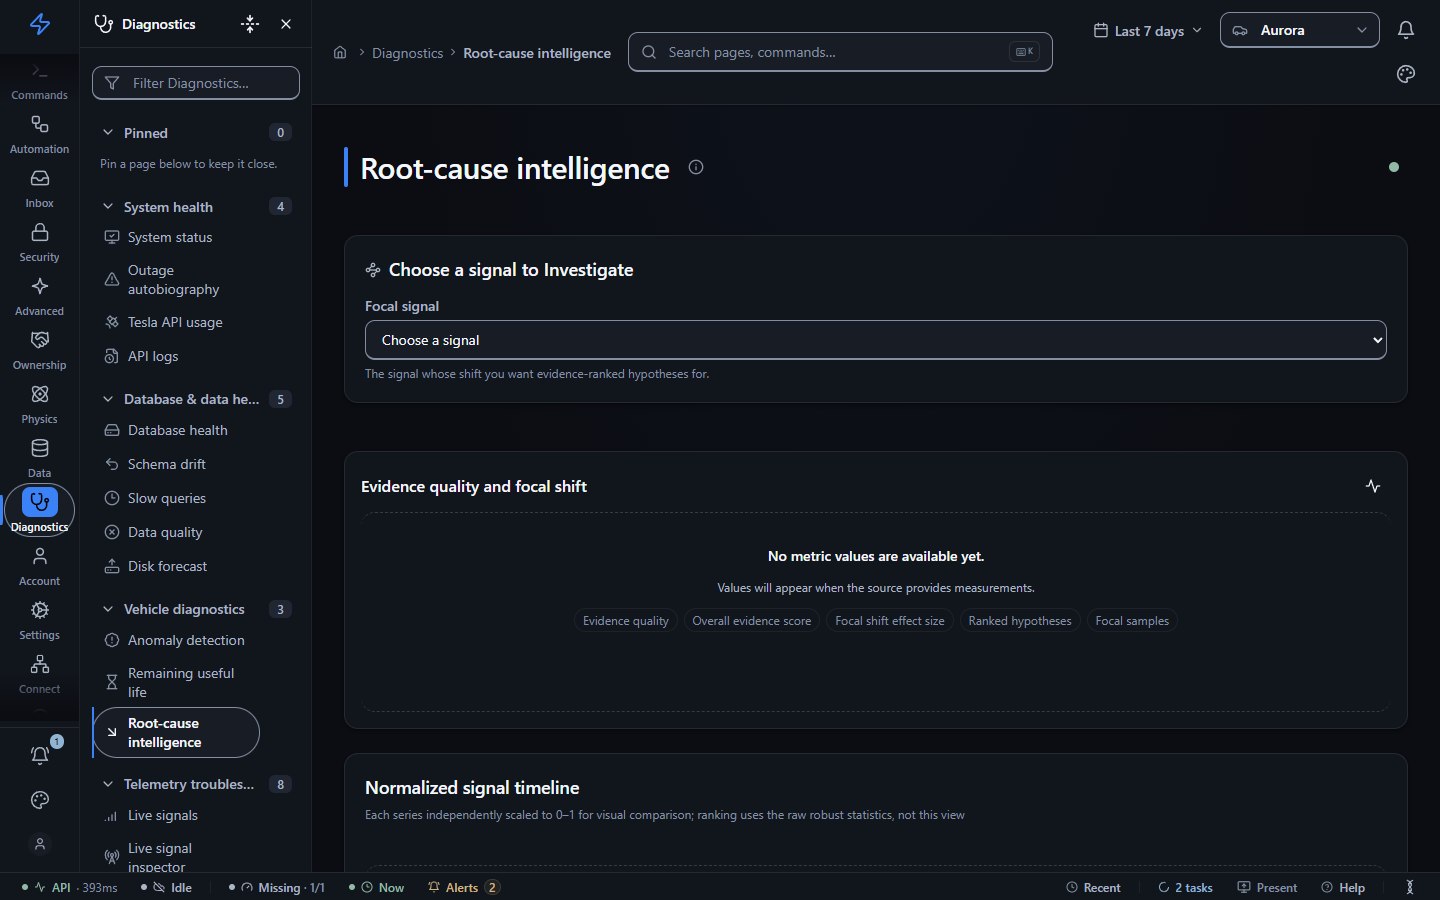 Diagnostics
Commands
Automation
Inbox
Security
Advanced
Ownership
Physics
Data
Diagnostics
Account
Settings
Connect
1
Filter Diagnostics...
Pinned 0
Pin a page below to keep it close.
System health 4
System status
Outage
autobiography
Tesla API usage
API logs
Database & data he... 5
Database health
Schema drift
Slow queries
Data quality
Disk forecast
Vehicle diagnostics 3
Anomaly detection
Remaining useful
life
Root-cause
intelligence
Telemetry troubles... 8
Live signals
Live signal
inspector
Diagnostics
Root-cause intelligence
Search pages, commands...
K
Last 7 days
Aurora
Root-cause intelligence
Choose a signal to Investigate
Focal signal
Choose a signal
The signal whose shift you want evidence-ranked hypotheses for.
Evidence quality and focal shift
No metric values are available yet.
Values will appear when the source provides measurements.
Evidence quality Overall evidence score Focal shift effect size Ranked hypotheses Focal samples
Normalized signal timeline
Each series independently scaled to 0–1 for visual comparison; ranking uses the raw robust statistics, not this view
API · 393ms Idle Missing · 1/1 Now Alerts 2 Recent 2 tasks Present Help